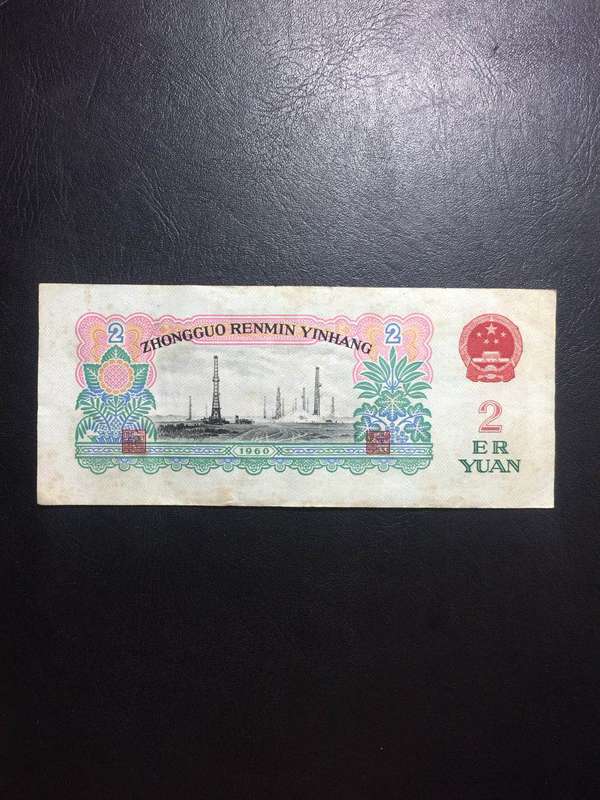 2
2
ZHONGGUO RENMIN YINHANG
1960
2
ER
YUAN